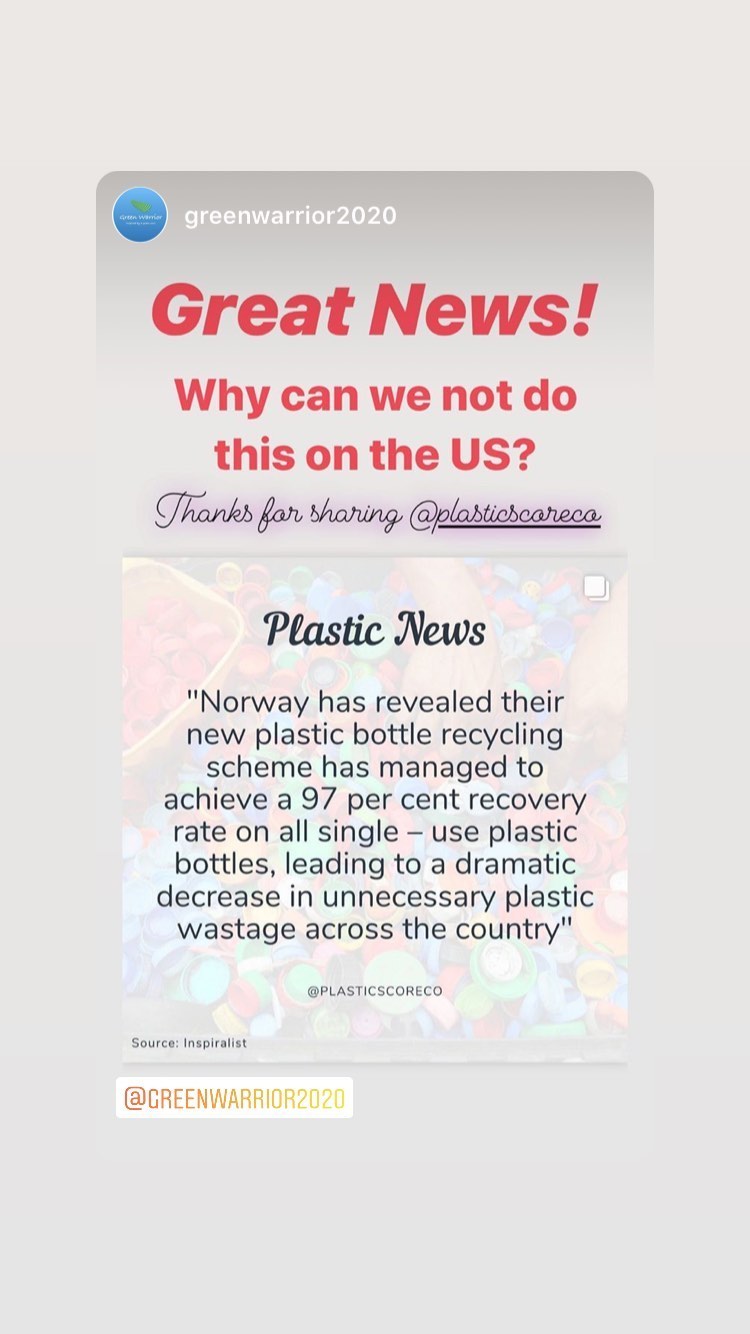 Green Warrior
greenwarrior2020
Great News!
Why can we not do
this on the US?
Thanks for sharing @plasticscoreco
Plastic News
"Norway has revealed their
new plastic bottle recycling
scheme has managed to
achieve a 97 per cent recovery
rate on all single – use plastic
bottles, leading to a dramatic
decrease in unnecessary plastic
wastage across the country"
@PLASTICSCORECO
Source: Inspiralist
@GREENWARRIOR2020